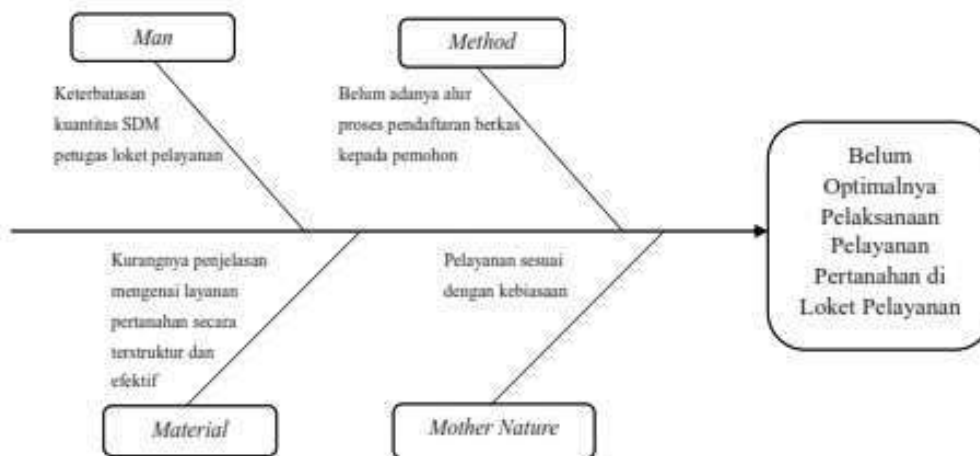 Man
Keterbatasan
kuantitas SDM
petugas loket pelayanan
Method
Belum adanya alur
proses pendaftaran berkas
kepada pemohon
Belum
Optimalnya
Pelaksanaan
Pelayanan
Pertanahan di
Loket Pelayanan
Kurangnya penjelasan
mengenai layanan
pertanahan secara
terstruktur dan
efektif
Material
Pelayanan sesuai
dengan kebiasaan
Mother Nature